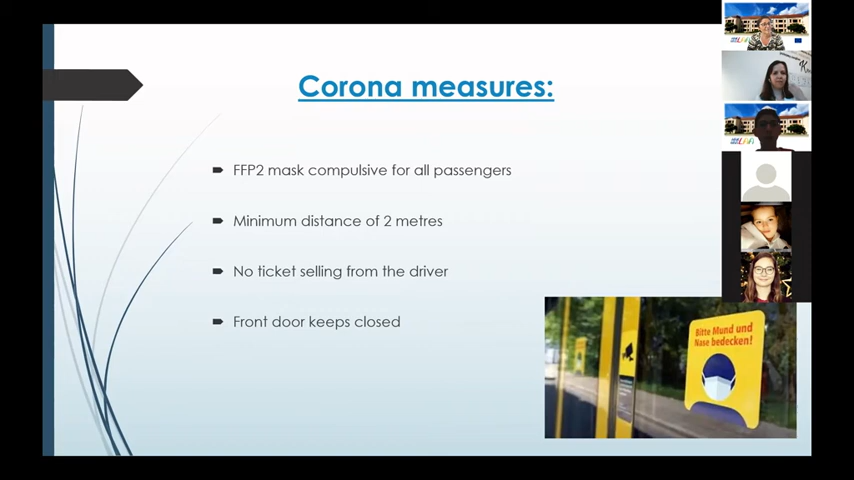 Corona measures:
FFP2 mask compulsive for all passengers
Minimum distance of 2 metres
No ticket selling from the driver
Front door keeps closed
Bitte Mund und
Nase bedecken!